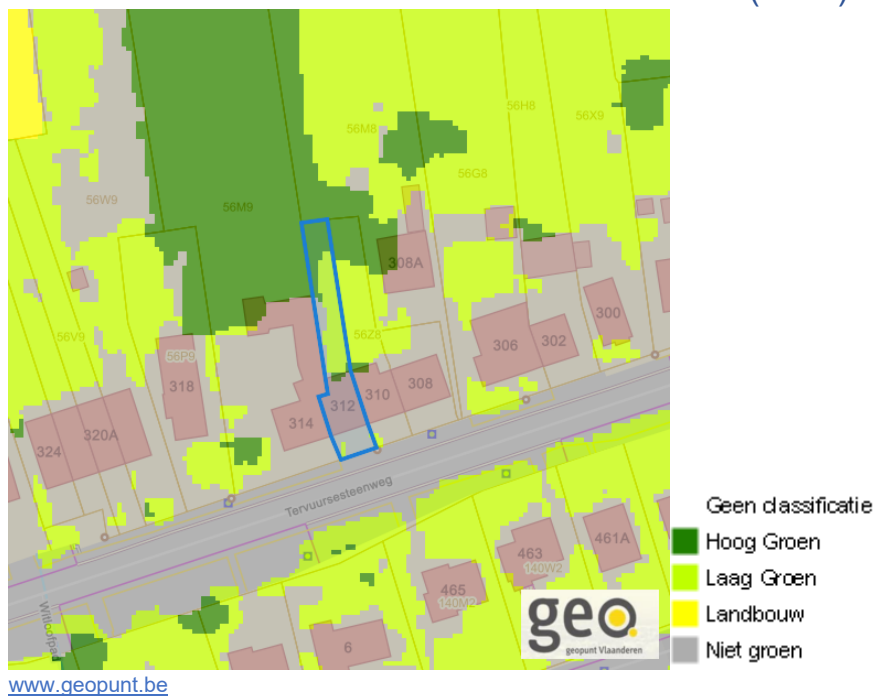 56M8
56H8
56X9
56G8
56W9
56M9
308A
300
56V9
56P9
56Z8
306
302
318
308
310
312
314
320A
324
Tervuursesteenweg
463
461A
140W2
465
140M2
6
Witloofpad
geo
geopunt Vlaanderen
Geen classificatie
Hoog Groen
Laag Groen
Landbouw
Niet groen
www.geopunt.be